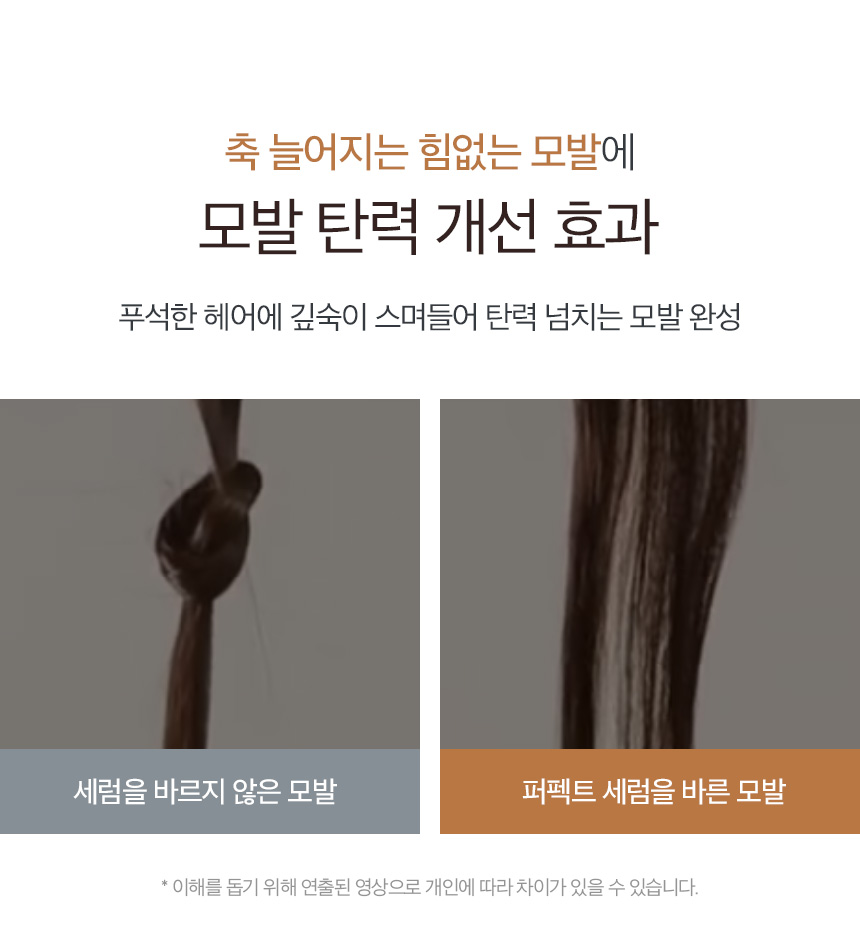 축 늘어지는 힘없는 모발에
모발 탄력 개선 효과
푸석한 헤어에 깊숙이 스며들어 탄력 넘치는 모발 완성
세럼을 바르지 않은 모발
퍼펙트 세럼을 바른 모발
* 이해를 돕기 위해 연출된 영상으로 개인에 따라 차이가 있을 수 있습니다.